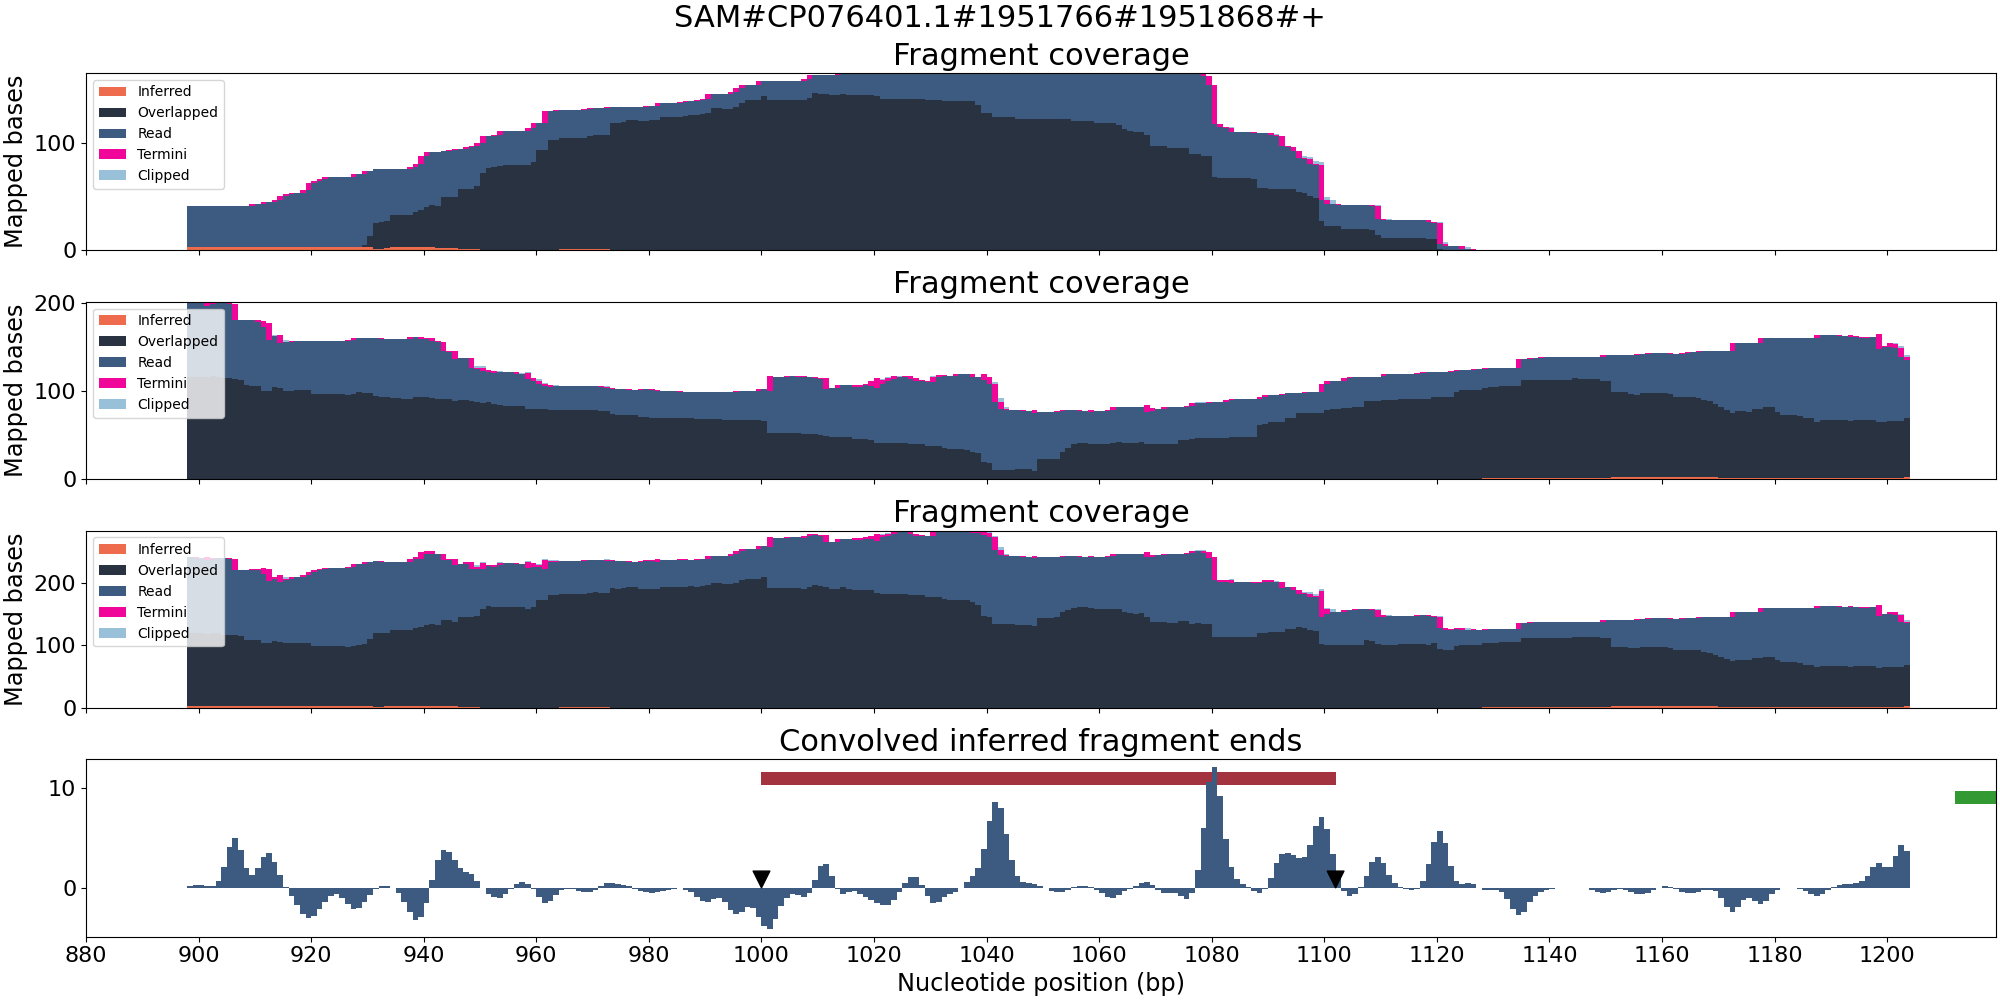 SAM#CP076401.1#1951766#1951868#+
Fragment coverage
Mapped bases
100
0
Inferred
Overlapped
Read
Termini
Clipped
Fragment coverage
Mapped bases
200
100
0
Inferred
Overlapped
Read
Termini
Clipped
Fragment coverage
Mapped bases
200
100
0
Inferred
Overlapped
Read
Termini
Clipped
Convolved inferred fragment ends
10
0
880 900 920 940 960 980 1000 1020 1040 1060 1080 1100 1120 1140 1160 1180 1200
Nucleotide position (bp)